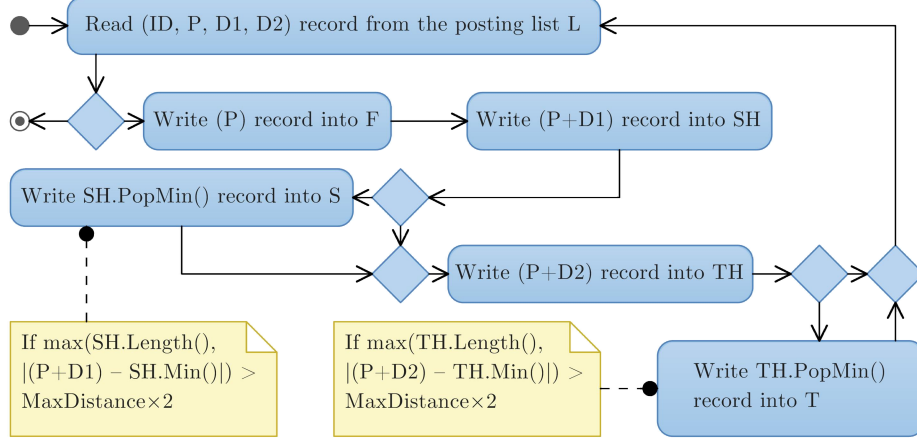 Read (ID, P, D1, D2) record from the posting list L
Write (P) record into F
Write (P+D1) record into SH
Write SH.PopMin() record into S
Write (P+D2) record into TH
If max(SH.Length(),
|(P+D1) – SH.Min()|) >
MaxDistance×2
If max(TH.Length(),
|(P+D2) – TH.Min()|) >
MaxDistance×2
Write TH.PopMin()
record into T